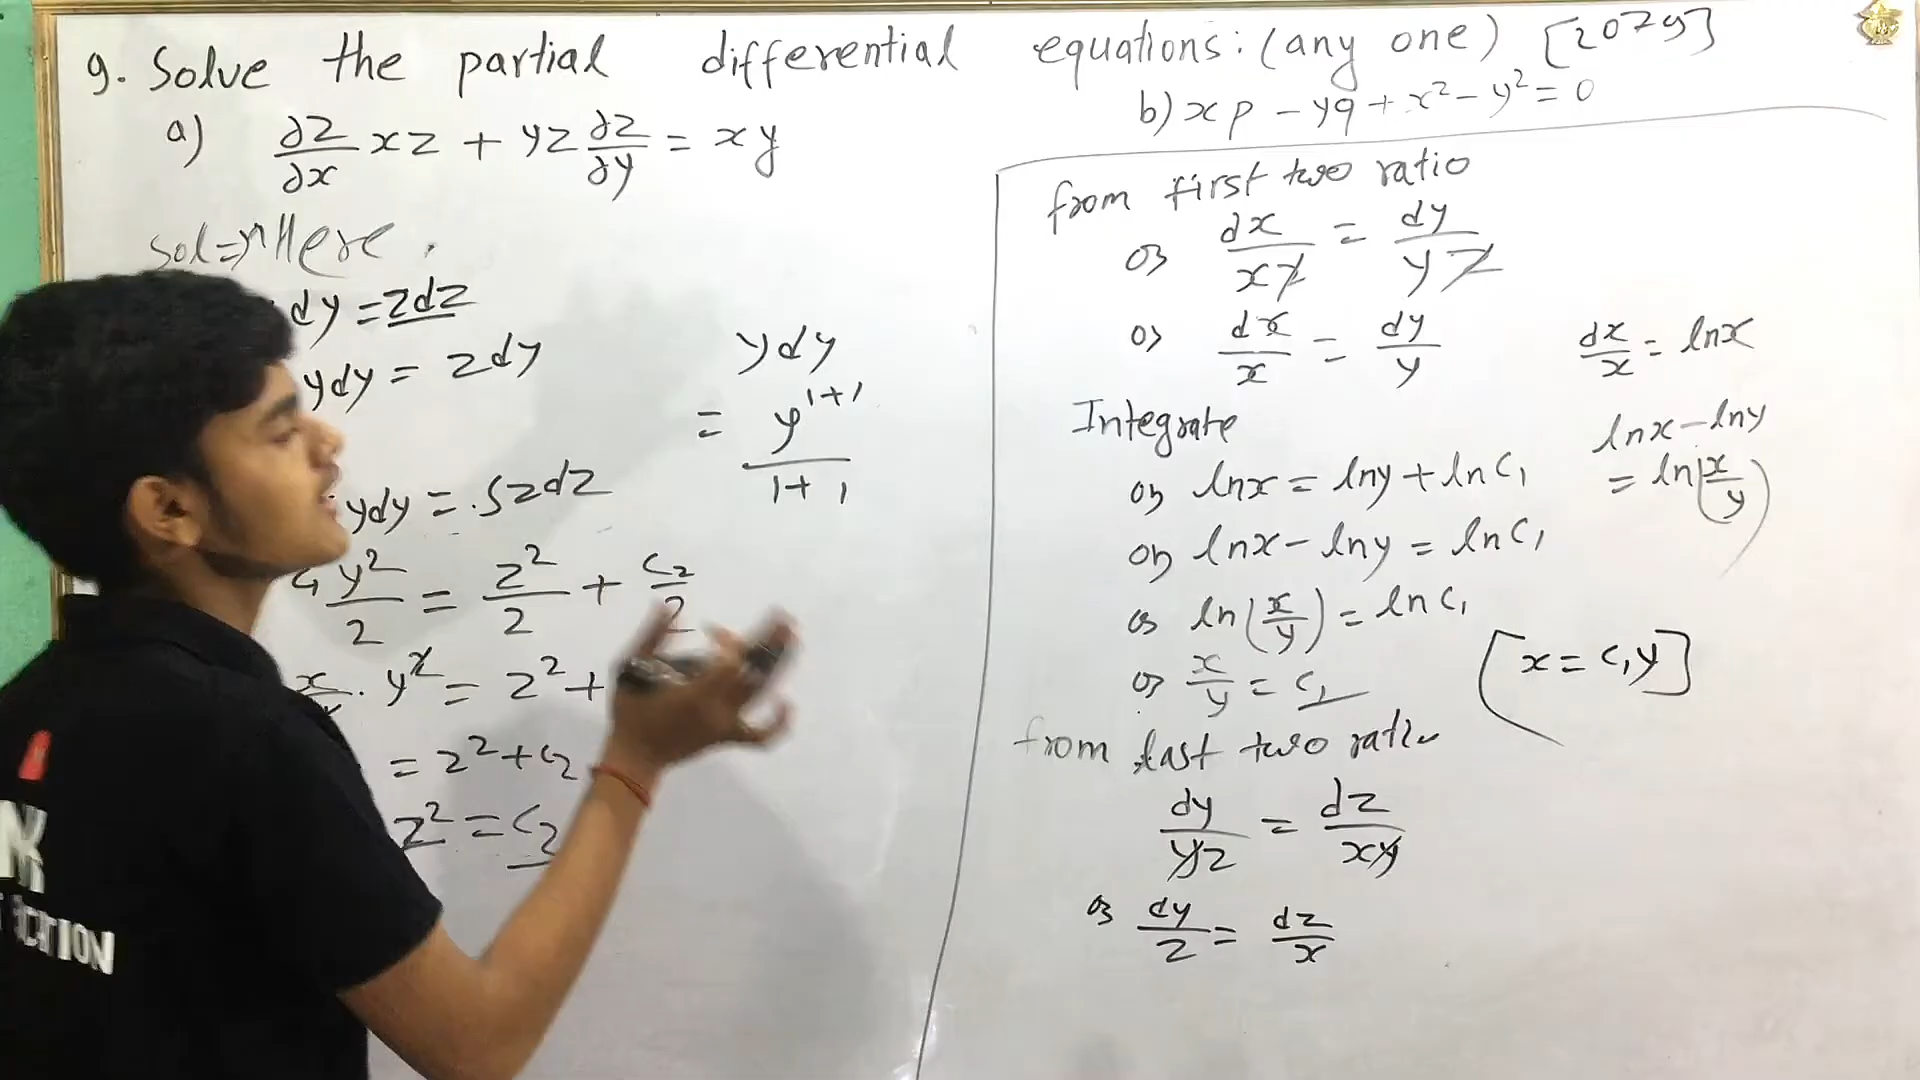 9. Solve the partial differential equations: (any one) [2079]
a) ∂z/∂x xz + yz ∂z/∂y = xy
b) xp - yq + x² - y² = 0
solⁿ Here,
dy = zdz
ydy = zdy
ydy = ∫zdz
y²/2 = z²/2 + c₂/2
x/y . y² = z² +
= z² + c₂
z² = c₂
ydy
= y¹⁺¹/1+1
from first two ratio
or dx/xz = dy/yz
or dx/x = dy/y
dx/x = lnx
Integrate
or lnx = lny + lnc₁
lnx - lny
= ln(x/y)
or lnx - lny = lnc₁
or ln(x/y) = lnc₁
or x/y = c₁
[x = c₁y]
from last two ratio
dy/yz = dz/xy
or dy/z = dz/x
CATION